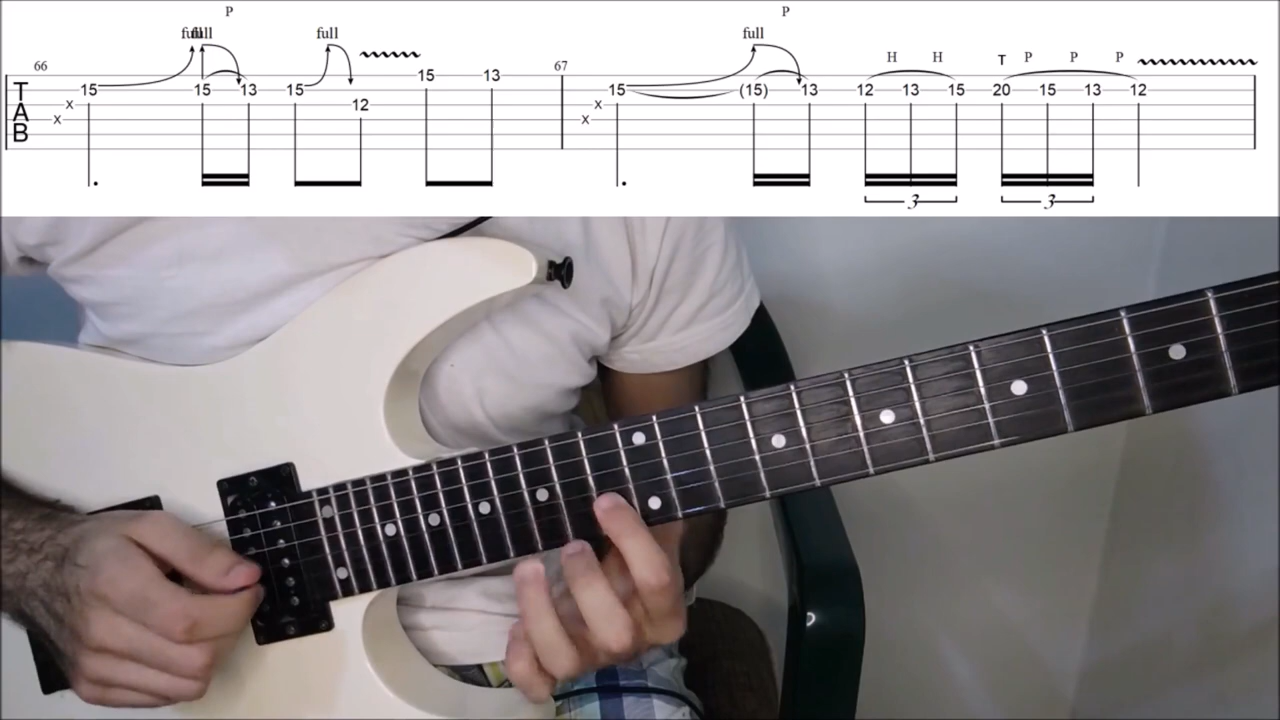 P P
full full full full
66 67 H H T P P P
T 15 15 13 15 15 13 15 (15) 13 12 13 15 20 15 13 12
A x 12 x
B x x
3 3